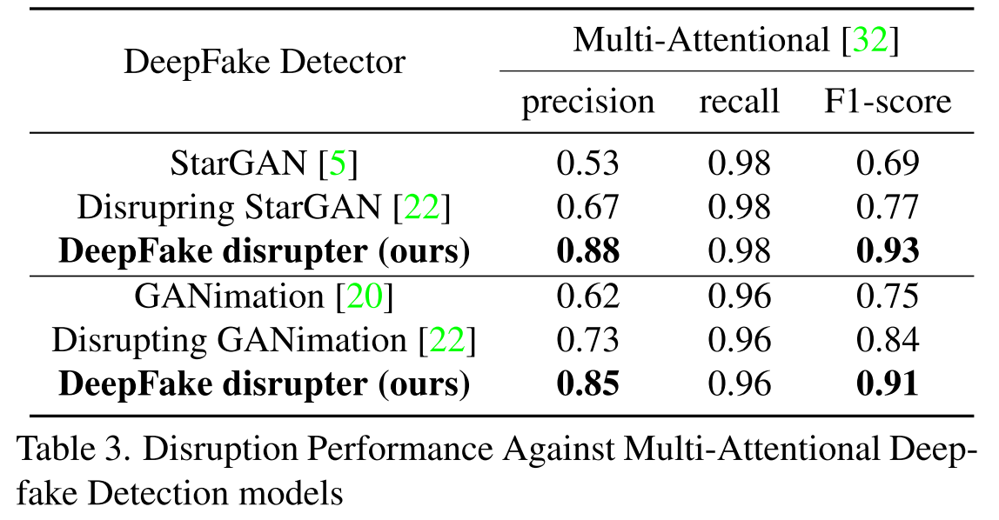 DeepFake Detector Multi-Attentional [32]
precision recall F1-score
StarGAN [5] 0.53 0.98 0.69
Disrupring StarGAN [22] 0.67 0.98 0.77
DeepFake disrupter (ours) 0.88 0.98 0.93
GANimation [20] 0.62 0.96 0.75
Disrupting GANimation [22] 0.73 0.96 0.84
DeepFake disrupter (ours) 0.85 0.96 0.91
Table 3. Disruption Performance Against Multi-Attentional Deep-
fake Detection models